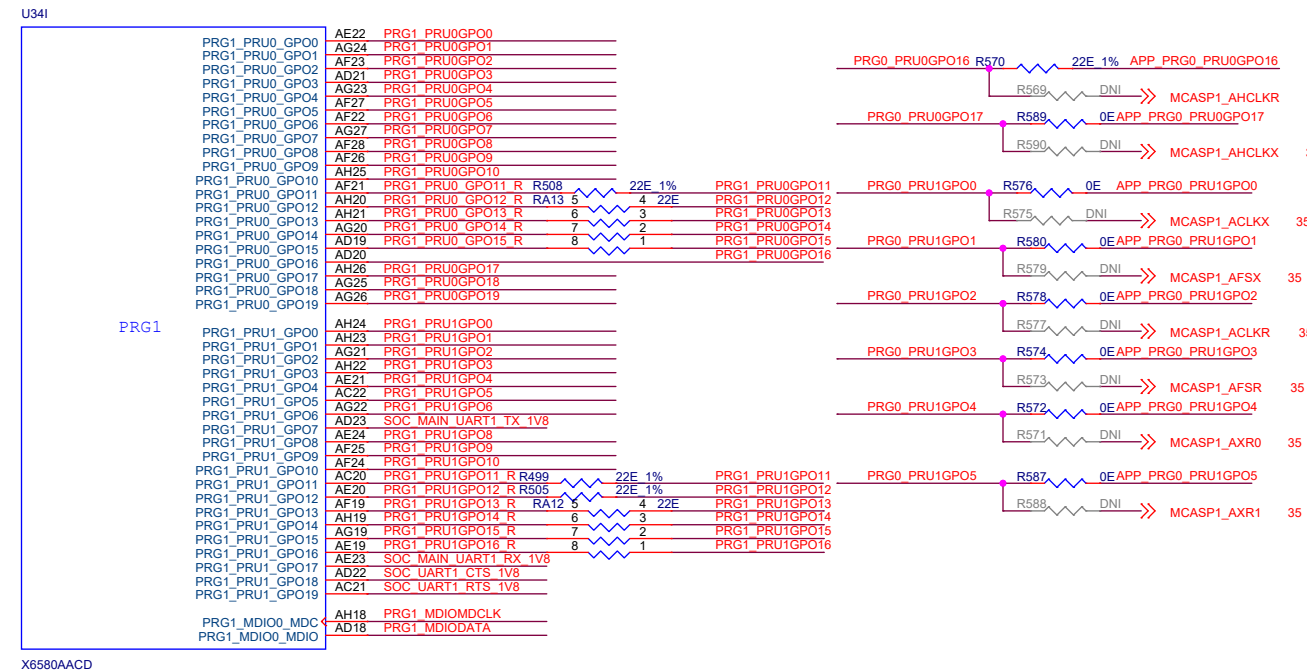 U34I
PRG1
PRG1_PRU0_GPO0 AE22 PRG1_PRU0GPO0
PRG1_PRU0_GPO1 AG24 PRG1_PRU0GPO1
PRG1_PRU0_GPO2 AF23 PRG1_PRU0GPO2
PRG1_PRU0_GPO3 AD21 PRG1_PRU0GPO3
PRG1_PRU0_GPO4 AG23 PRG1_PRU0GPO4
PRG1_PRU0_GPO5 AF27 PRG1_PRU0GPO5
PRG1_PRU0_GPO6 AF22 PRG1_PRU0GPO6
PRG1_PRU0_GPO7 AG27 PRG1_PRU0GPO7
PRG1_PRU0_GPO8 AF28 PRG1_PRU0GPO8
PRG1_PRU0_GPO9 AF26 PRG1_PRU0GPO9
PRG1_PRU0_GPO10 AH25 PRG1_PRU0GPO10
PRG1_PRU0_GPO11 AF21 PRG1_PRU0_GPO11_R R508 22E_1% PRG1_PRU0GPO11
PRG1_PRU0_GPO12 AH20 PRG1_PRU0_GPO12_R RA13 5 4 22E PRG1_PRU0GPO12
PRG1_PRU0_GPO13 AH21 PRG1_PRU0_GPO13_R 6 3 PRG1_PRU0GPO13
PRG1_PRU0_GPO14 AG20 PRG1_PRU0_GPO14_R 7 2 PRG1_PRU0GPO14
PRG1_PRU0_GPO15 AD19 PRG1_PRU0_GPO15_R 8 1 PRG1_PRU0GPO15
PRG1_PRU0_GPO16 AD20 PRG1_PRU0GPO16
PRG1_PRU0_GPO17 AH26 PRG1_PRU0GPO17
PRG1_PRU0_GPO18 AG25 PRG1_PRU0GPO18
PRG1_PRU0_GPO19 AG26 PRG1_PRU0GPO19
PRG1_PRU1_GPO0 AH24 PRG1_PRU1GPO0
PRG1_PRU1_GPO1 AH23 PRG1_PRU1GPO1
PRG1_PRU1_GPO2 AG21 PRG1_PRU1GPO2
PRG1_PRU1_GPO3 AH22 PRG1_PRU1GPO3
PRG1_PRU1_GPO4 AE21 PRG1_PRU1GPO4
PRG1_PRU1_GPO5 AC22 PRG1_PRU1GPO5
PRG1_PRU1_GPO6 AG22 PRG1_PRU1GPO6
PRG1_PRU1_GPO7 AD23 SOC_MAIN_UART1_TX_1V8
PRG1_PRU1_GPO8 AE24 PRG1_PRU1GPO8
PRG1_PRU1_GPO9 AF25 PRG1_PRU1GPO9
PRG1_PRU1_GPO10 AF24 PRG1_PRU1GPO10
PRG1_PRU1_GPO11 AC20 PRG1_PRU1GPO11_R R499 22E_1% PRG1_PRU1GPO11
PRG1_PRU1_GPO12 AE20 PRG1_PRU1GPO12_R R505 22E_1% PRG1_PRU1GPO12
PRG1_PRU1_GPO13 AF19 PRG1_PRU1GPO13_R RA12 5 4 22E PRG1_PRU1GPO13
PRG1_PRU1_GPO14 AH19 PRG1_PRU1GPO14_R 6 3 PRG1_PRU1GPO14
PRG1_PRU1_GPO15 AG19 PRG1_PRU1GPO15_R 7 2 PRG1_PRU1GPO15
PRG1_PRU1_GPO16 AE19 PRG1_PRU1GPO16_R 8 1 PRG1_PRU1GPO16
PRG1_PRU1_GPO17 AE23 SOC_MAIN_UART1_RX_1V8
PRG1_PRU1_GPO18 AD22 SOC_UART1_CTS_1V8
PRG1_PRU1_GPO19 AC21 SOC_UART1_RTS_1V8
PRG1_MDIO0_MDC AH18 PRG1_MDIOMDCLK
PRG1_MDIO0_MDIO AD18 PRG1_MDIODATA
X6580AACD
PRG0_PRU0GPO16 R570 22E_1% APP_PRG0_PRU0GPO16
R569 DNI MCASP1_AHCLKR
PRG0_PRU0GPO17 R589 0E APP_PRG0_PRU0GPO17
R590 DNI MCASP1_AHCLKX
PRG0_PRU1GPO0 R576 0E APP_PRG0_PRU1GPO0
R575 DNI MCASP1_ACLKX 35
PRG0_PRU1GPO1 R580 0E APP_PRG0_PRU1GPO1
R579 DNI MCASP1_AFSX 35
PRG0_PRU1GPO2 R578 0E APP_PRG0_PRU1GPO2
R577 DNI MCASP1_ACLKR
PRG0_PRU1GPO3 R574 0E APP_PRG0_PRU1GPO3
R573 DNI MCASP1_AFSR 35
PRG0_PRU1GPO4 R572 0E APP_PRG0_PRU1GPO4
R571 DNI MCASP1_AXR0 35
PRG0_PRU1GPO5 R587 0E APP_PRG0_PRU1GPO5
R588 DNI MCASP1_AXR1 35